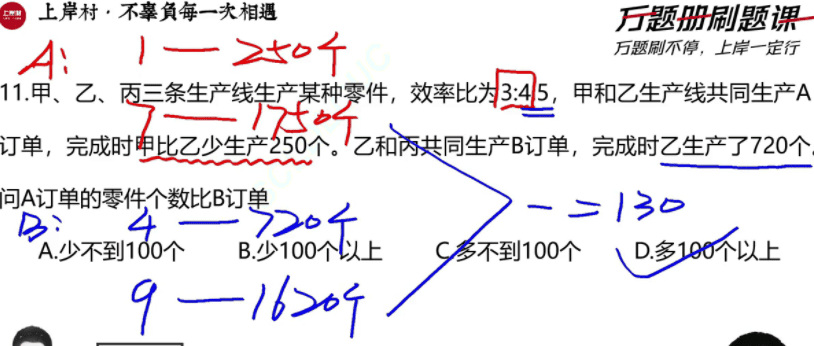 上岸村·不辜負每一次相遇
万题册刷题课
万题刷不停，上岸一定行
A: 1 — 250个
11.甲、乙、丙三条生产线生产某种零件，效率比为3:4:5，甲和乙生产线共同生产A
7 — 1750个
订单，完成时甲比乙少生产250个。乙和丙共同生产B订单，完成时乙生产了720个。
问A订单的零件个数比B订单
- = 130
B: 4 — 720个
A.少不到100个 B.少100个以上 C.多不到100个 D.多100个以上
9 — 1620个